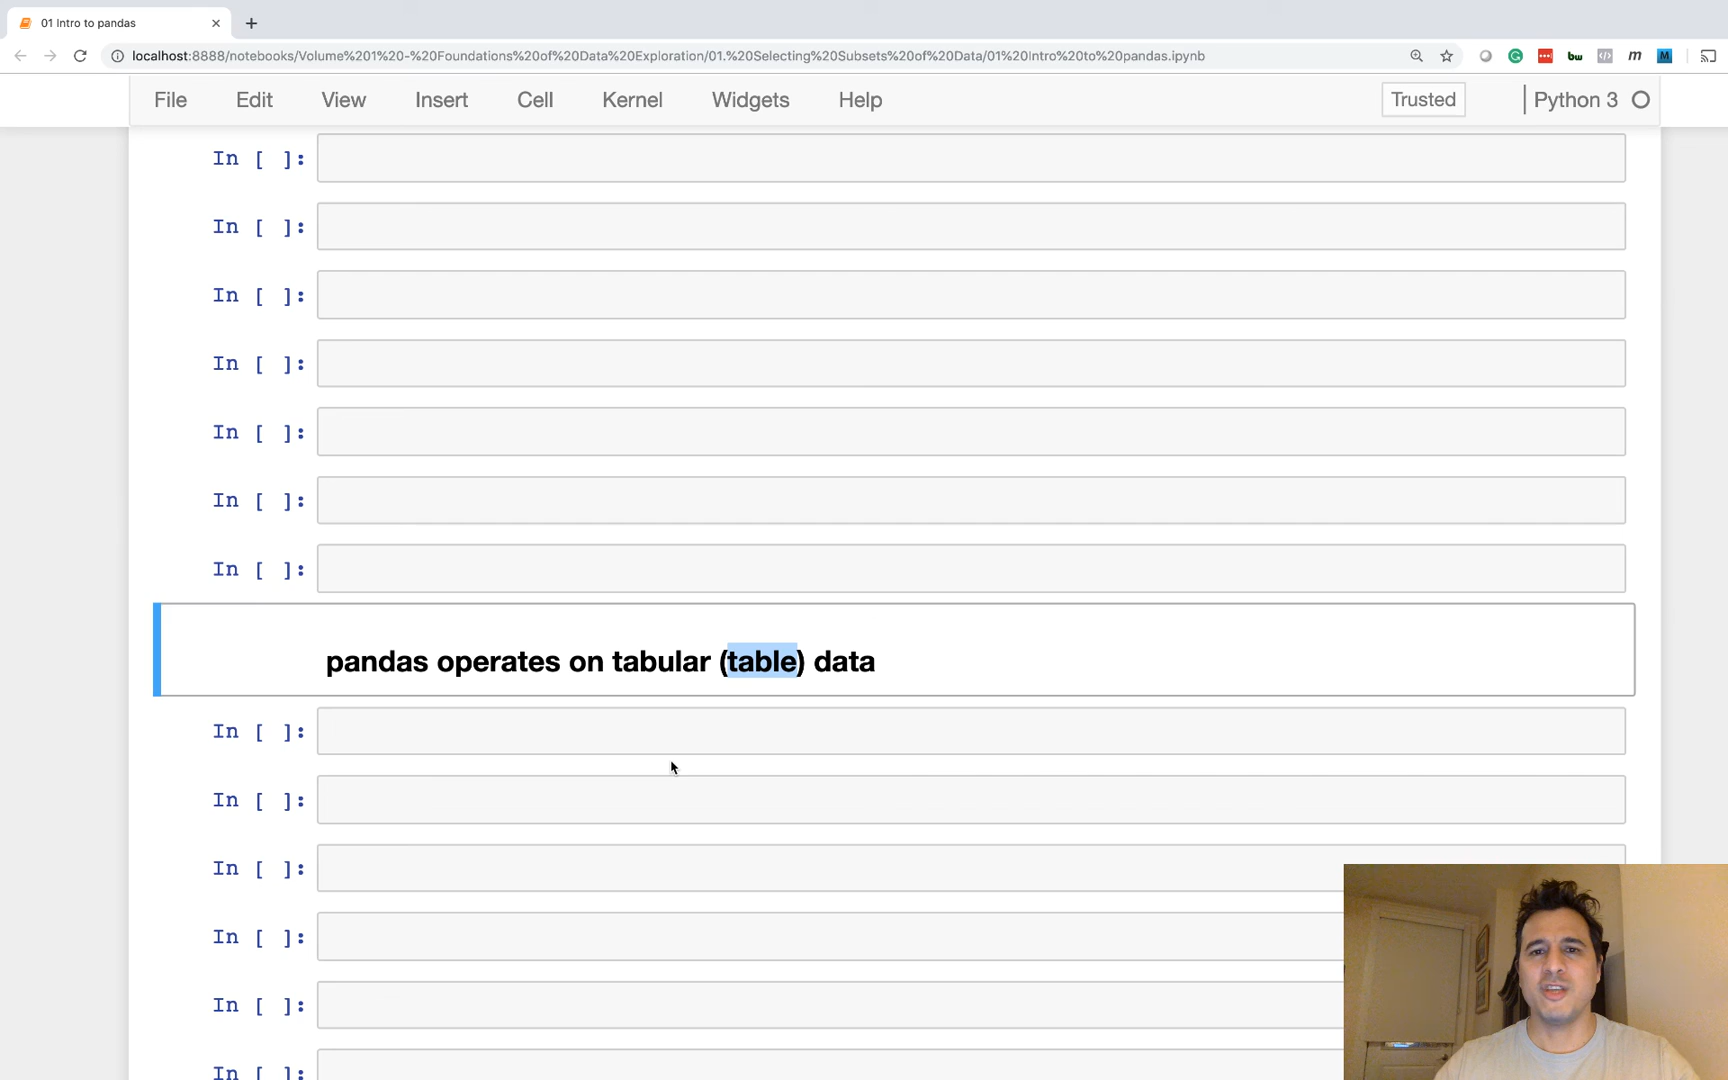 01 Intro to pandas
localhost:8888/notebooks/Volume%201%20-%20Foundations%20of%20Data%20Exploration/01.%20Selecting%20Subsets%20of%20Data/01%20Intro%20to%20pandas.ipynb
bw m M
File Edit View Insert Cell Kernel Widgets Help Trusted Python 3
In [ ]:
In [ ]:
In [ ]:
In [ ]:
In [ ]:
In [ ]:
In [ ]:
pandas operates on tabular (table) data
In [ ]:
In [ ]:
In [ ]:
In [ ]:
In [ ]:
In [ ]: